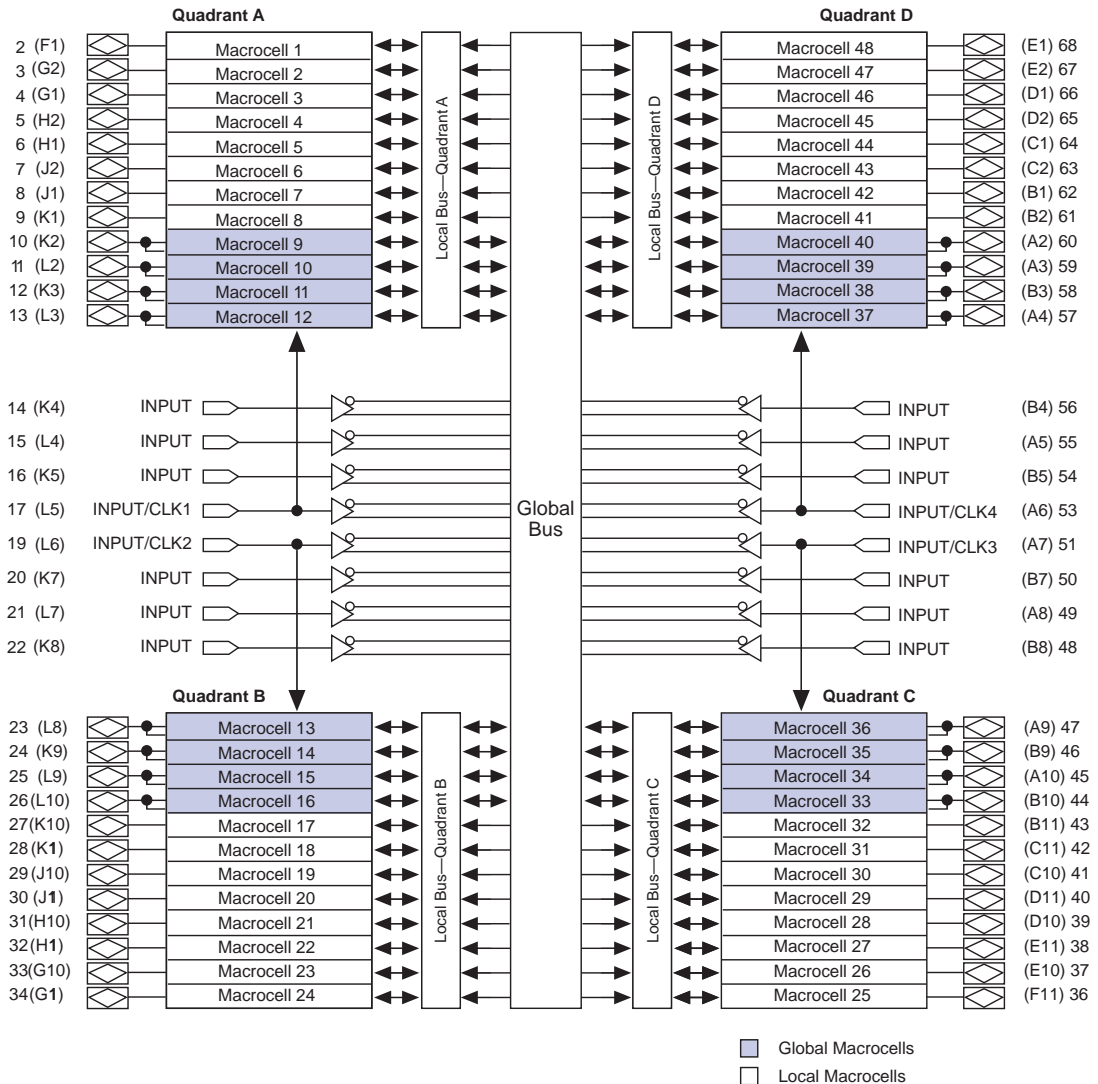 Quadrant A Quadrant D
2 (F1) Macrocell 1 Macrocell 48 (E1) 68
3 (G2) Macrocell 2 Macrocell 47 (E2) 67
4 (G1) Macrocell 3 Macrocell 46 (D1) 66
5 (H2) Macrocell 4 Macrocell 45 (D2) 65
6 (H1) Macrocell 5 Macrocell 44 (C1) 64
7 (J2) Macrocell 6 Macrocell 43 (C2) 63
8 (J1) Macrocell 7 Macrocell 42 (B1) 62
9 (K1) Macrocell 8 Macrocell 41 (B2) 61
10 (K2) Macrocell 9 Macrocell 40 (A2) 60
11 (L2) Macrocell 10 Macrocell 39 (A3) 59
12 (K3) Macrocell 11 Macrocell 38 (B3) 58
13 (L3) Macrocell 12 Macrocell 37 (A4) 57
Local Bus—Quadrant A
Local Bus—Quadrant D
14 (K4) INPUT INPUT (B4) 56
15 (L4) INPUT INPUT (A5) 55
16 (K5) INPUT INPUT (B5) 54
17 (L5) INPUT/CLK1 INPUT/CLK4 (A6) 53
Global
Bus
19 (L6) INPUT/CLK2 INPUT/CLK3 (A7) 51
20 (K7) INPUT INPUT (B7) 50
21 (L7) INPUT INPUT (A8) 49
22 (K8) INPUT INPUT (B8) 48
Quadrant B Quadrant C
23 (L8) Macrocell 13 Macrocell 36 (A9) 47
24 (K9) Macrocell 14 Macrocell 35 (B9) 46
25 (L9) Macrocell 15 Macrocell 34 (A10) 45
26 (L10) Macrocell 16 Macrocell 33 (B10) 44
27(K10) Macrocell 17 Macrocell 32 (B11) 43
28 (K1) Macrocell 18 Macrocell 31 (C11) 42
29 (J10) Macrocell 19 Macrocell 30 (C10) 41
30 (J1) Macrocell 20 Macrocell 29 (D11) 40
31(H10) Macrocell 21 Macrocell 28 (D10) 39
32(H1) Macrocell 22 Macrocell 27 (E11) 38
33(G10) Macrocell 23 Macrocell 26 (E10) 37
34(G1) Macrocell 24 Macrocell 25 (F11) 36
Local Bus—Quadrant B
Local Bus—Quadrant C
Global Macrocells
Local Macrocells